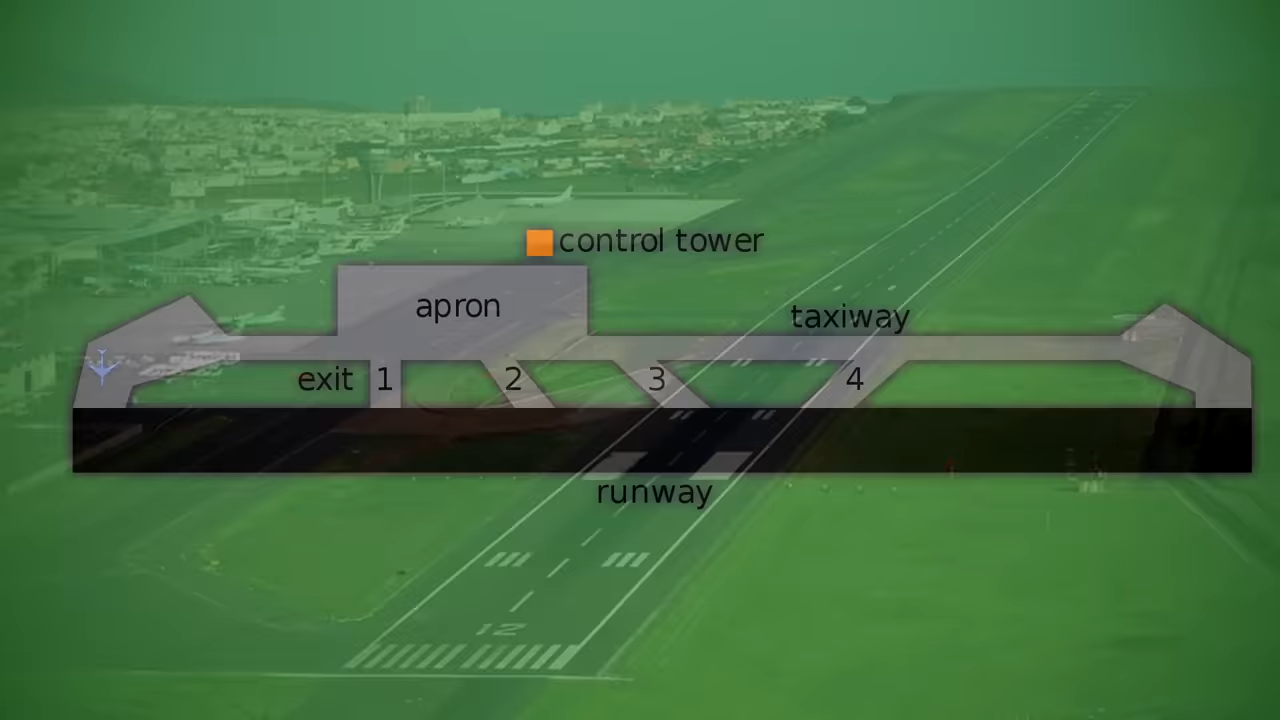 control tower
apron
taxiway
exit 1 2 3 4
runway
12